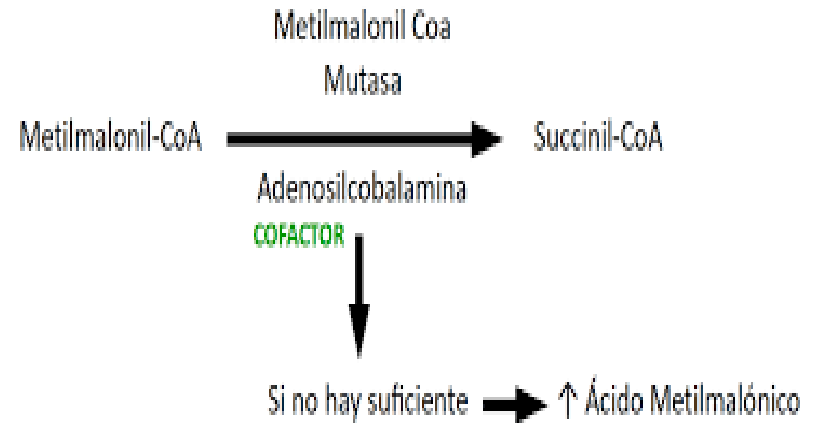 Metilmalonil Coa
Mutasa
Metilmalonil-CoA
Succinil-CoA
Adenosilcobalamina
COFACTOR
Si no hay suficiente
↑ Ácido Metilmalónico